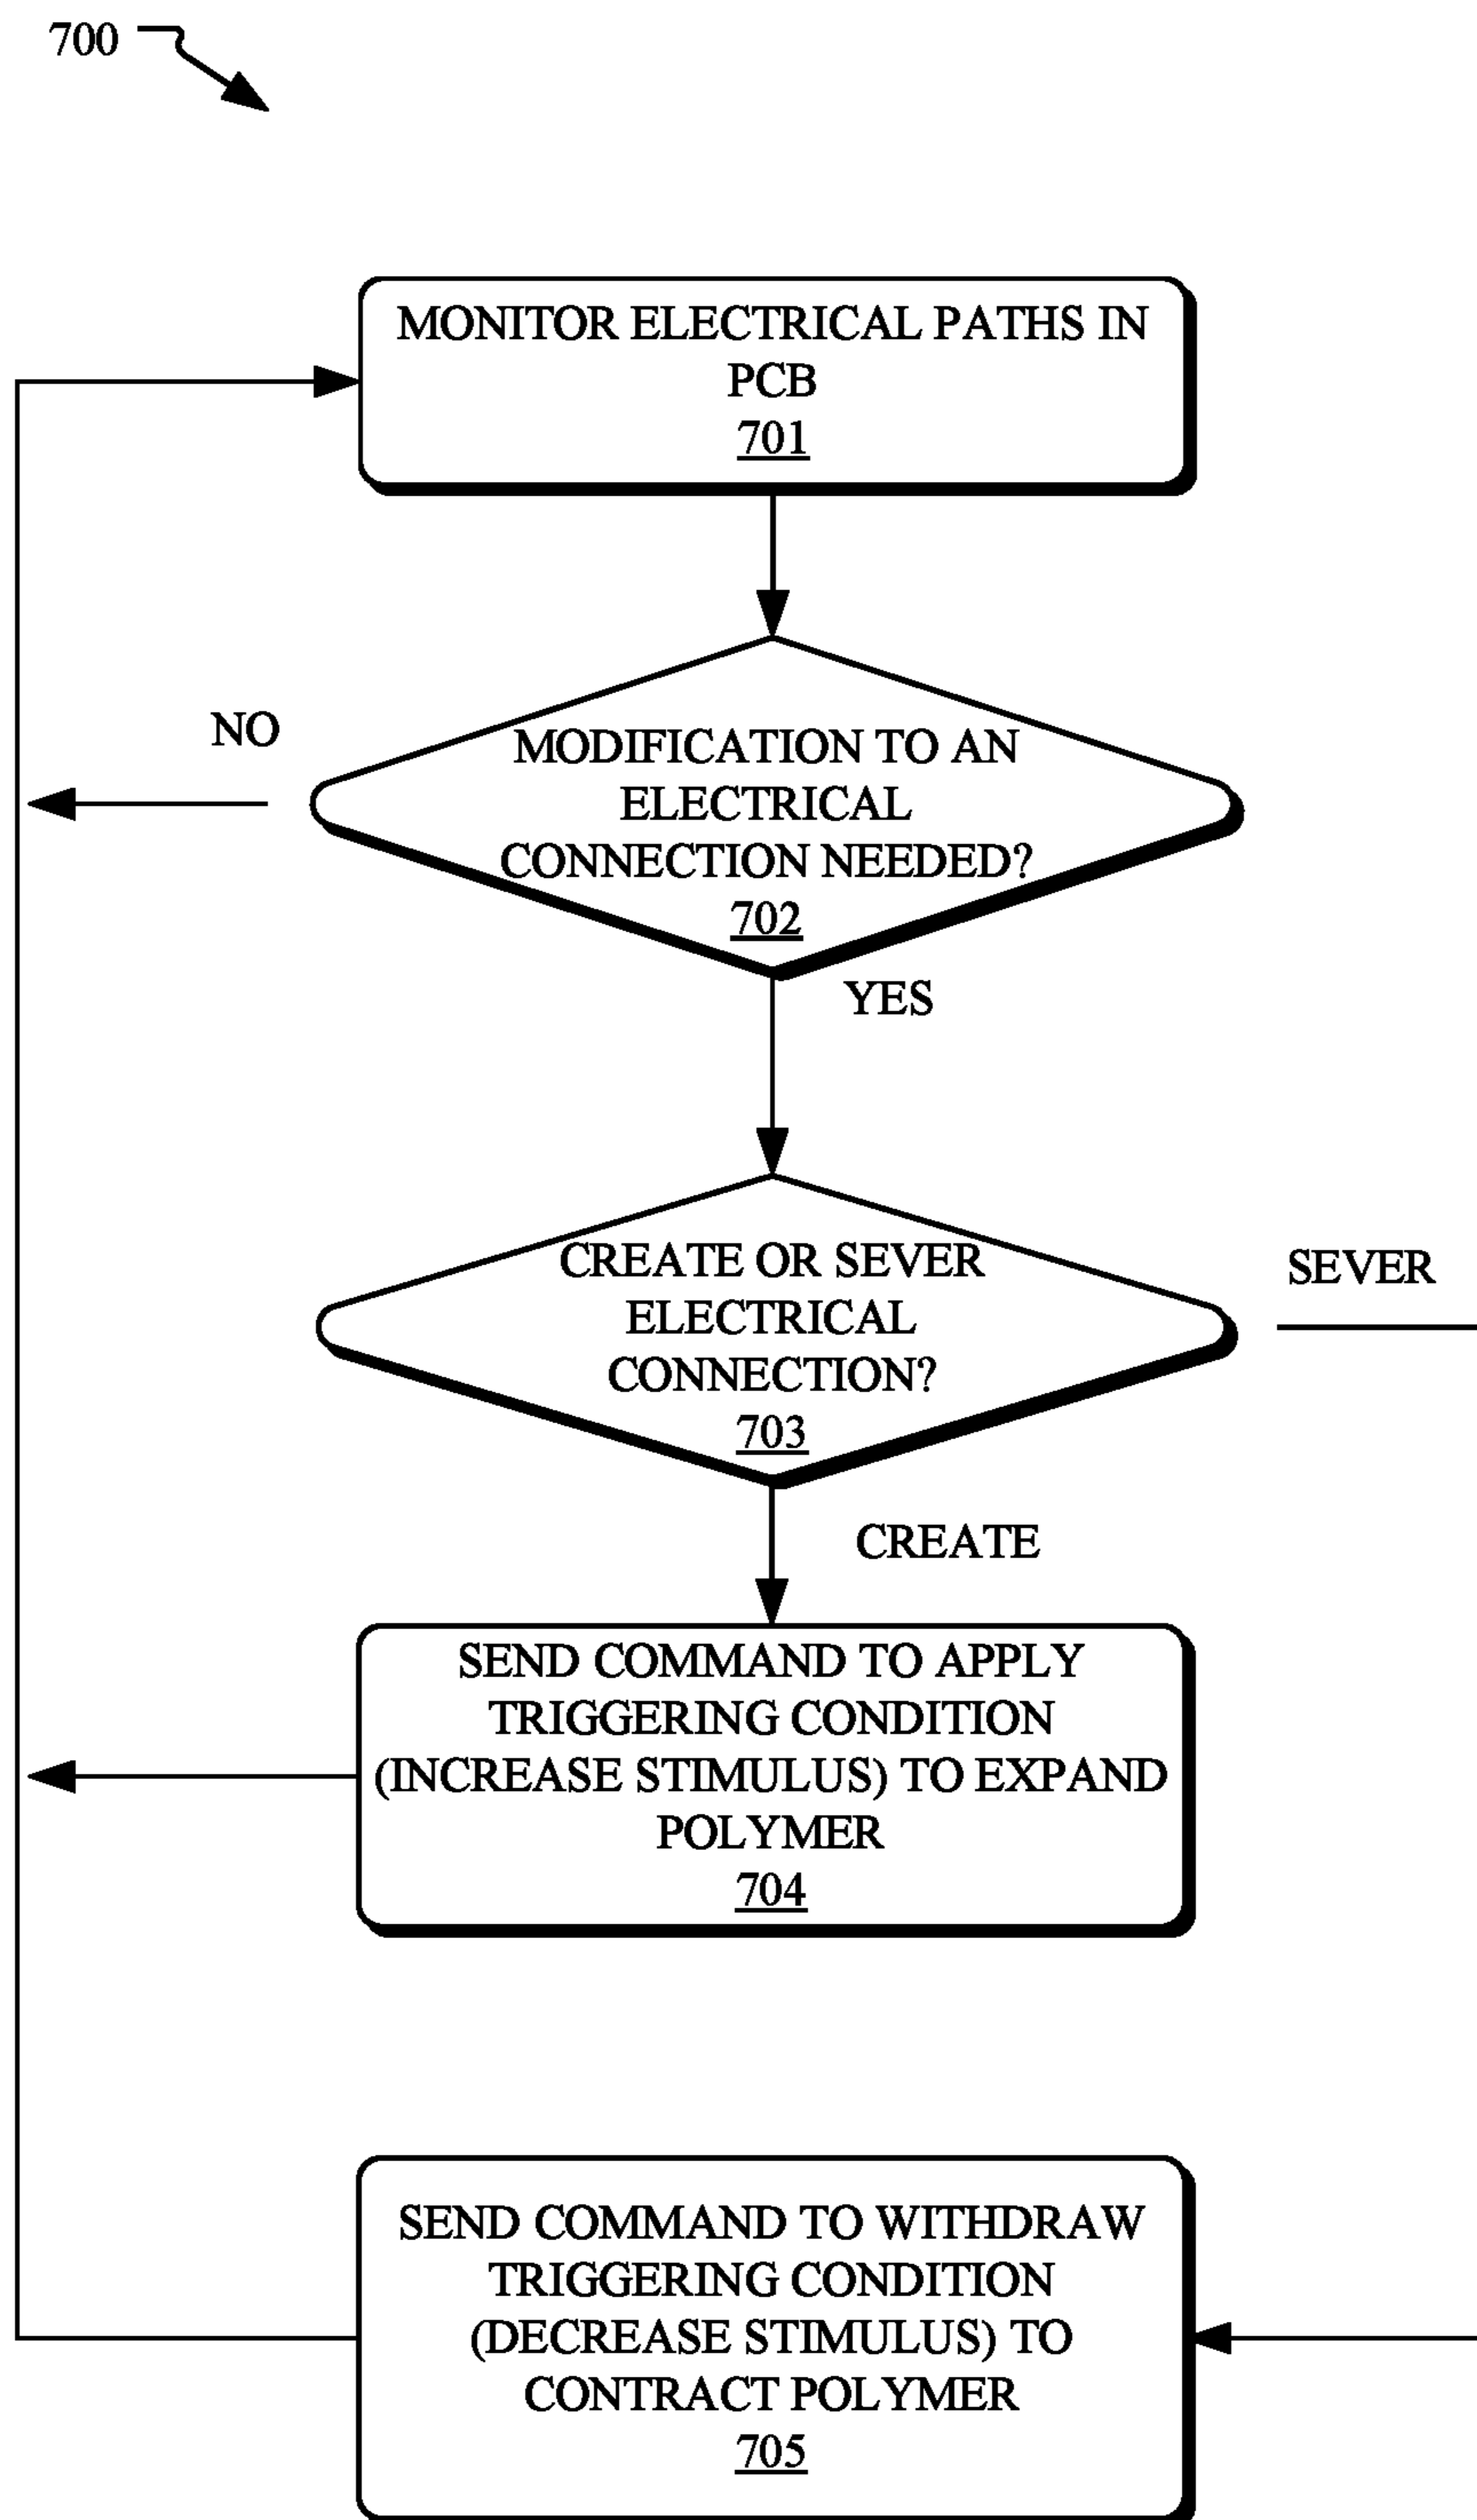 700
MONITOR ELECTRICAL PATHS IN
PCB
701
NO
MODIFICATION TO AN
ELECTRICAL
CONNECTION NEEDED?
702
YES
CREATE OR SEVER
ELECTRICAL
CONNECTION?
703
SEVER
CREATE
SEND COMMAND TO APPLY
TRIGGERING CONDITION
(INCREASE STIMULUS) TO EXPAND
POLYMER
704
SEND COMMAND TO WITHDRAW
TRIGGERING CONDITION
(DECREASE STIMULUS) TO
CONTRACT POLYMER
705